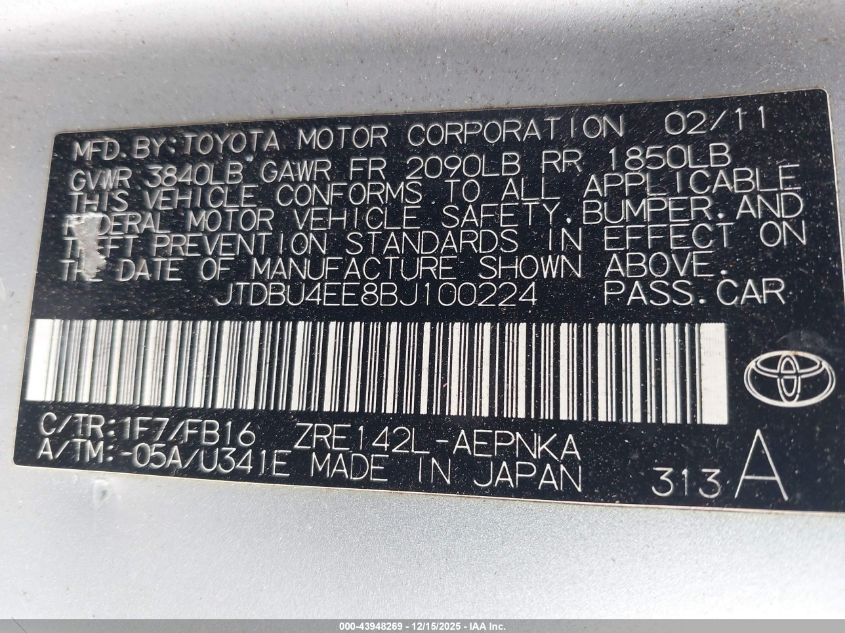 MFD. BY: TOYOTA MOTOR CORPORATION 02/11
GVWR 3840LB GAWR FR 2090LB RR 1850LB
THIS VEHICLE CONFORMS TO ALL APPLICABLE
FEDERAL MOTOR VEHICLE SAFETY, BUMPER, AND
THEFT PREVENTION STANDARDS IN EFFECT ON
THE DATE OF MANUFACTURE SHOWN ABOVE.
JTDBU4EE8BJ100224 PASS. CAR
C/TR: 1F7/FB16 ZRE142L-AEPNKA
A/TM: -05A/U341E MADE IN JAPAN 313 A
000-43948269 - 12/15/2025 - IAA Inc.